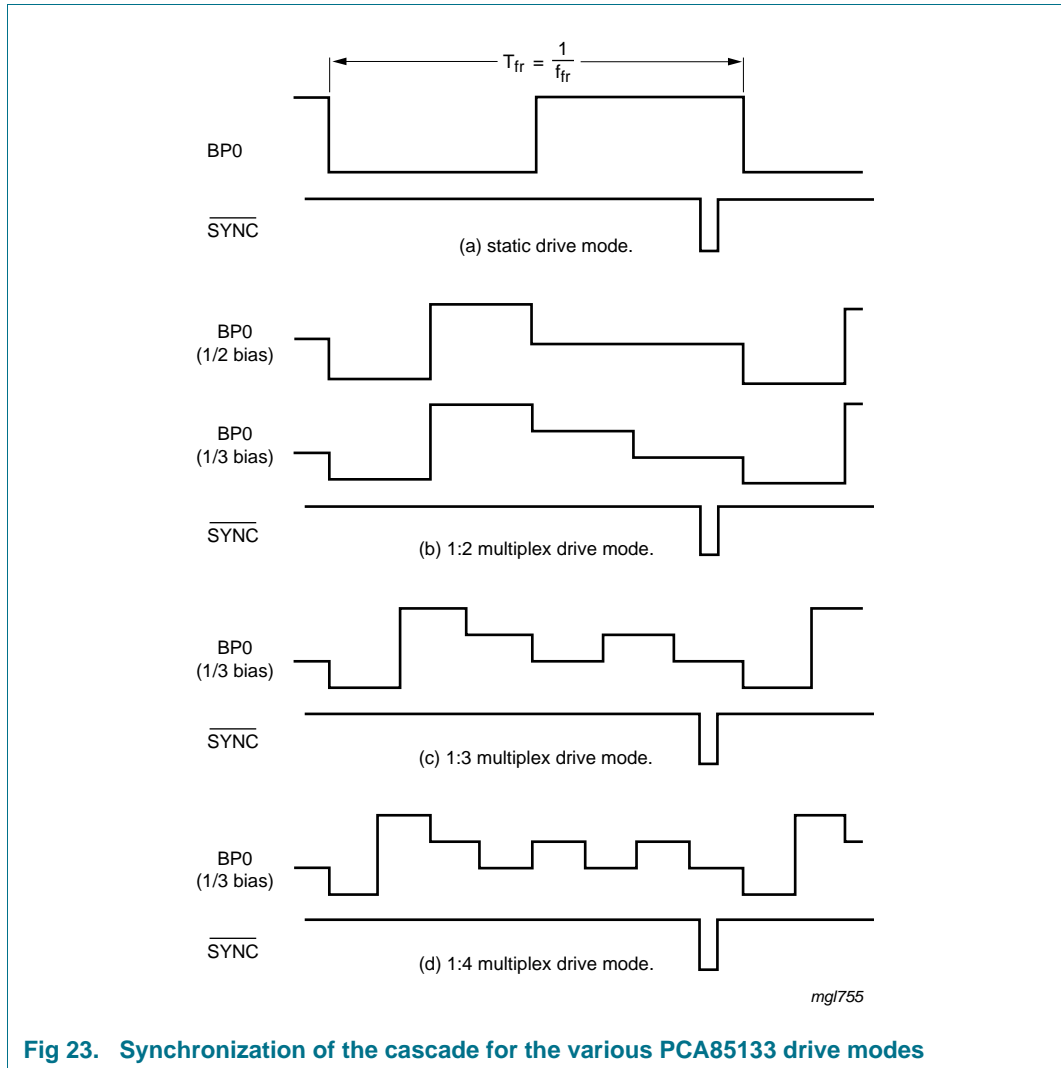 T_fr = 1/f_fr
BP0
SYNC
(a) static drive mode.
BP0
(1/2 bias)
BP0
(1/3 bias)
SYNC
(b) 1:2 multiplex drive mode.
BP0
(1/3 bias)
SYNC
(c) 1:3 multiplex drive mode.
BP0
(1/3 bias)
SYNC
(d) 1:4 multiplex drive mode.
mgl755
Fig 23. Synchronization of the cascade for the various PCA85133 drive modes